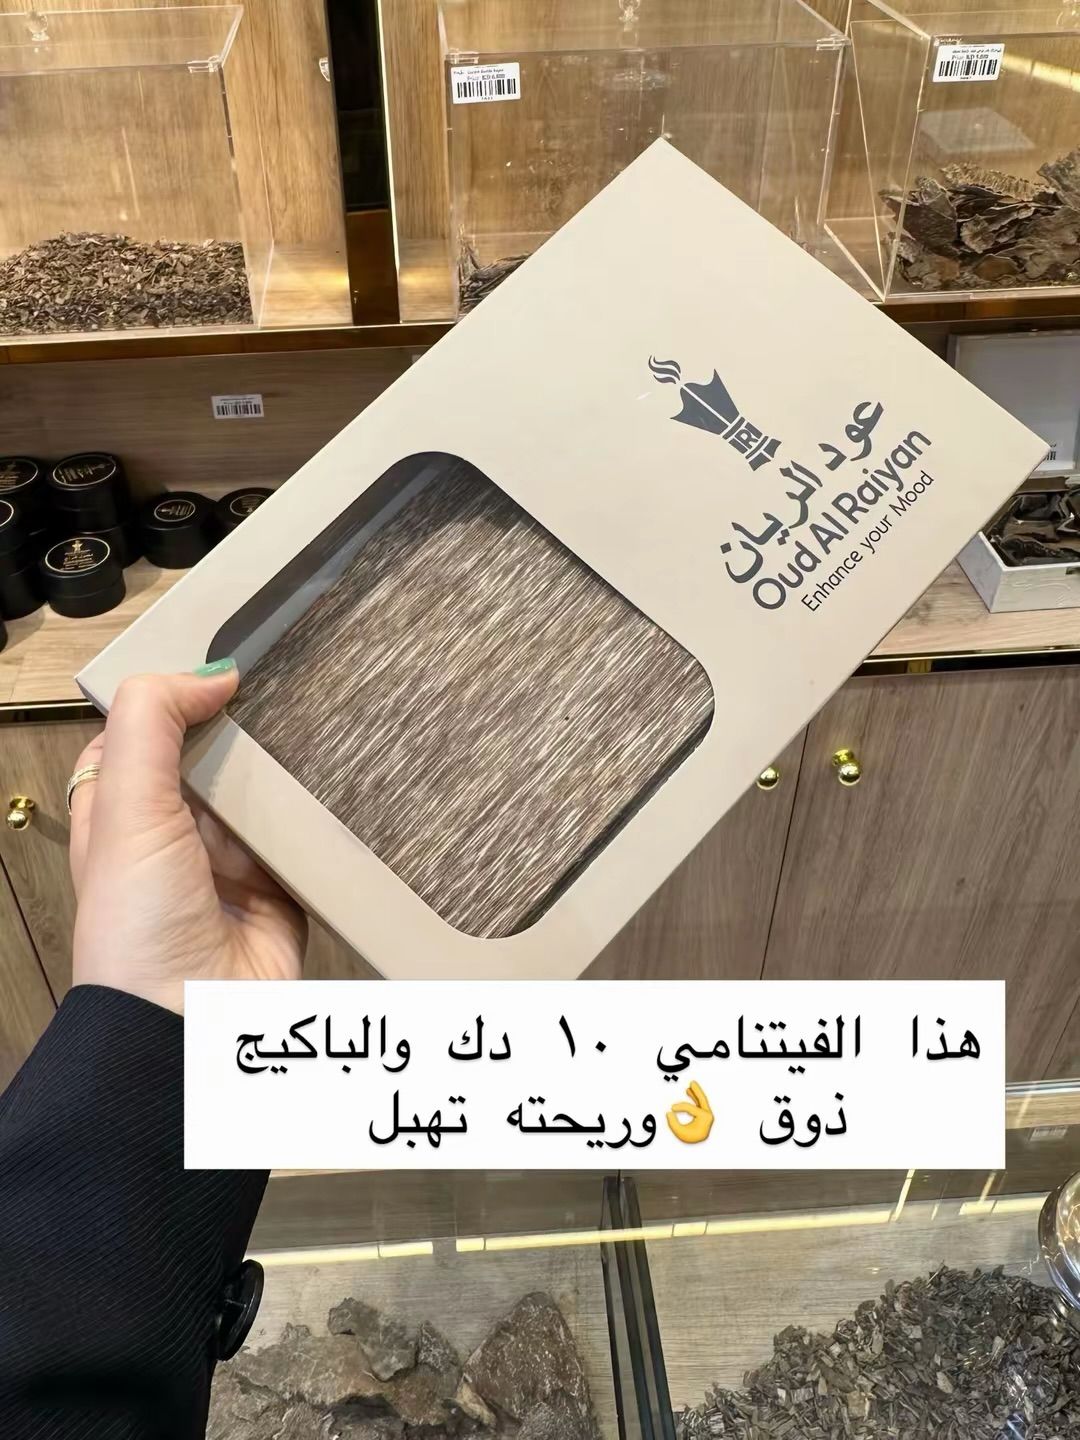 عود الريان
Oud Al Raiyan
Enhance your Mood
هذا الفيتنامي ١٠ دك والباكيج
ذوق 👌وريحته تهبل